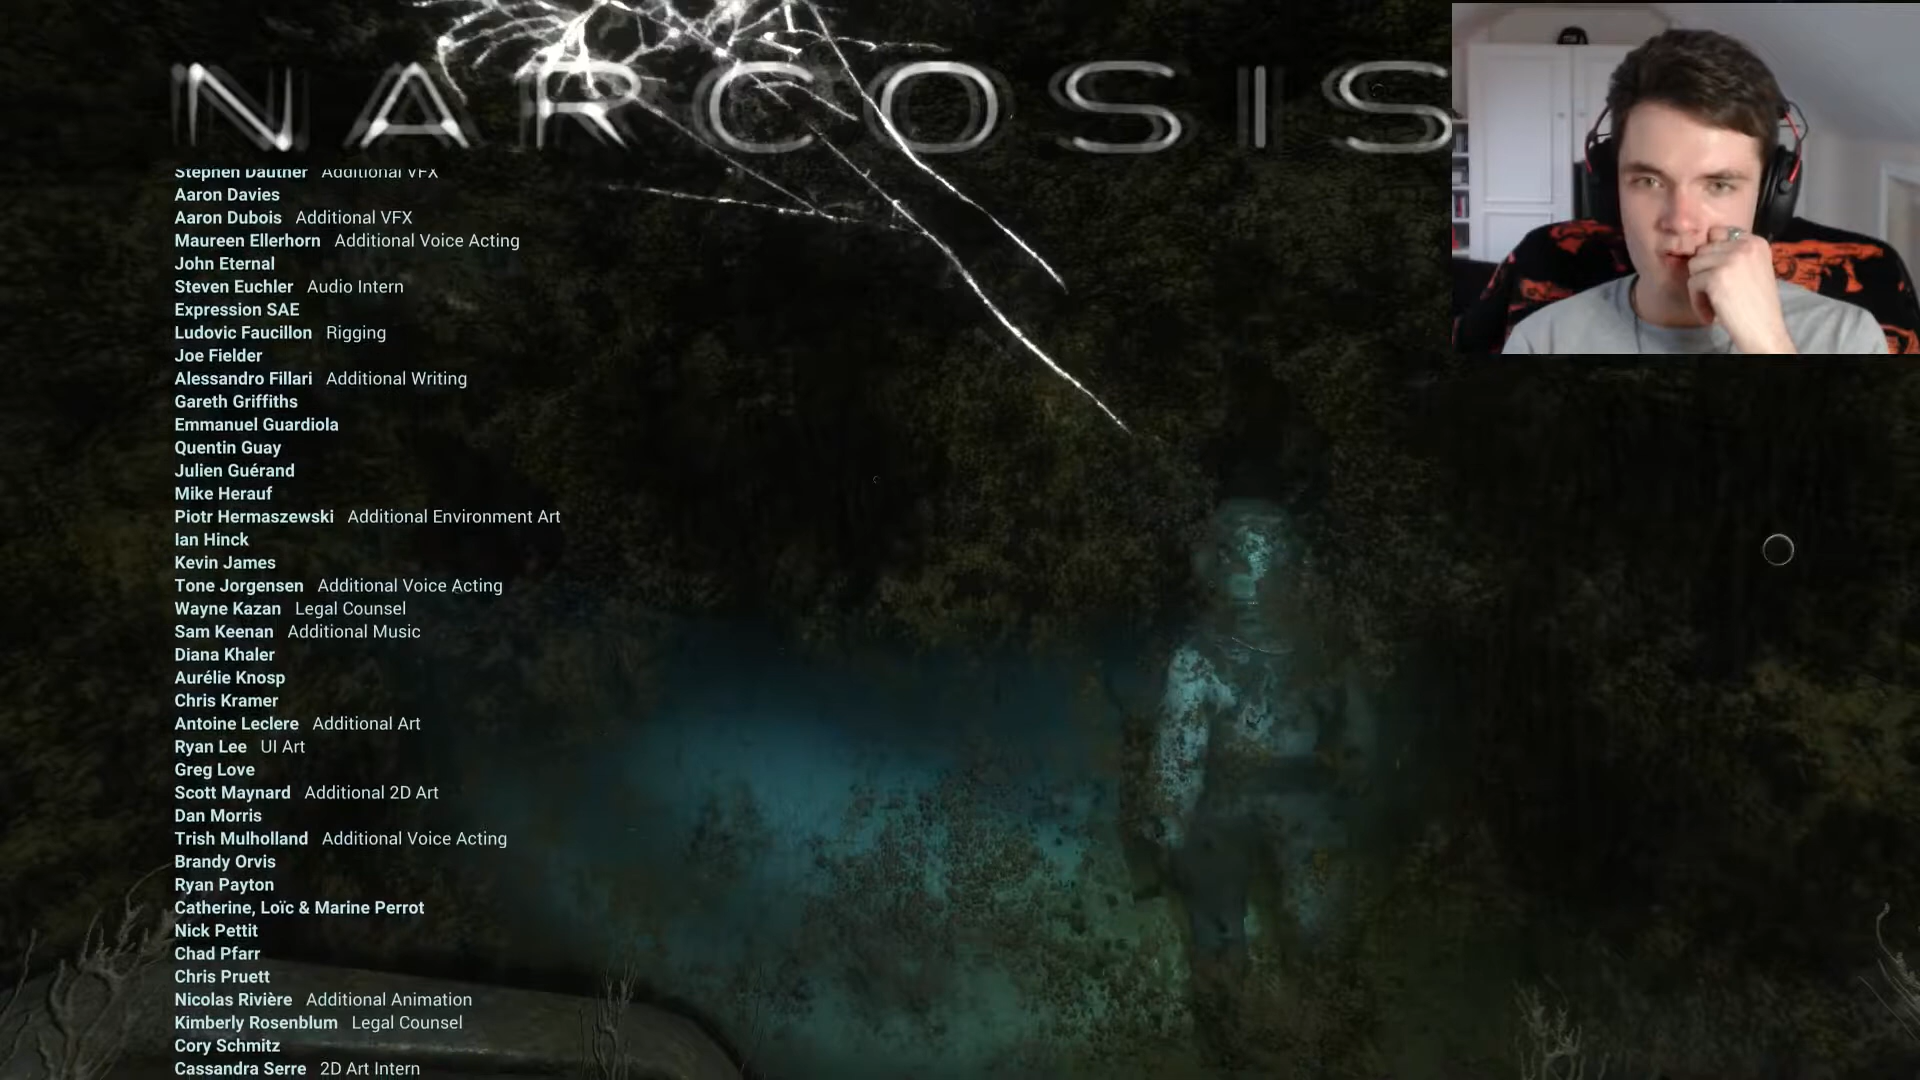 NARCOSIS
Stephen Dauther Additional VFX
Aaron Davies
Aaron Dubois Additional VFX
Maureen Ellerhorn Additional Voice Acting
John Eternal
Steven Euchler Audio Intern
Expression SAE
Ludovic Faucillon Rigging
Joe Fielder
Alessandro Fillari Additional Writing
Gareth Griffiths
Emmanuel Guardiola
Quentin Guay
Julien Guérand
Mike Herauf
Piotr Hermaszewski Additional Environment Art
Ian Hinck
Kevin James
Tone Jorgensen Additional Voice Acting
Wayne Kazan Legal Counsel
Sam Keenan Additional Music
Diana Khaler
Aurélie Knosp
Chris Kramer
Antoine Leclere Additional Art
Ryan Lee UI Art
Greg Love
Scott Maynard Additional 2D Art
Dan Morris
Trish Mulholland Additional Voice Acting
Brandy Orvis
Ryan Payton
Catherine, Loïc & Marine Perrot
Nick Pettit
Chad Pfarr
Chris Pruett
Nicolas Rivière Additional Animation
Kimberly Rosenblum Legal Counsel
Cory Schmitz
Cassandra Serre 2D Art Intern